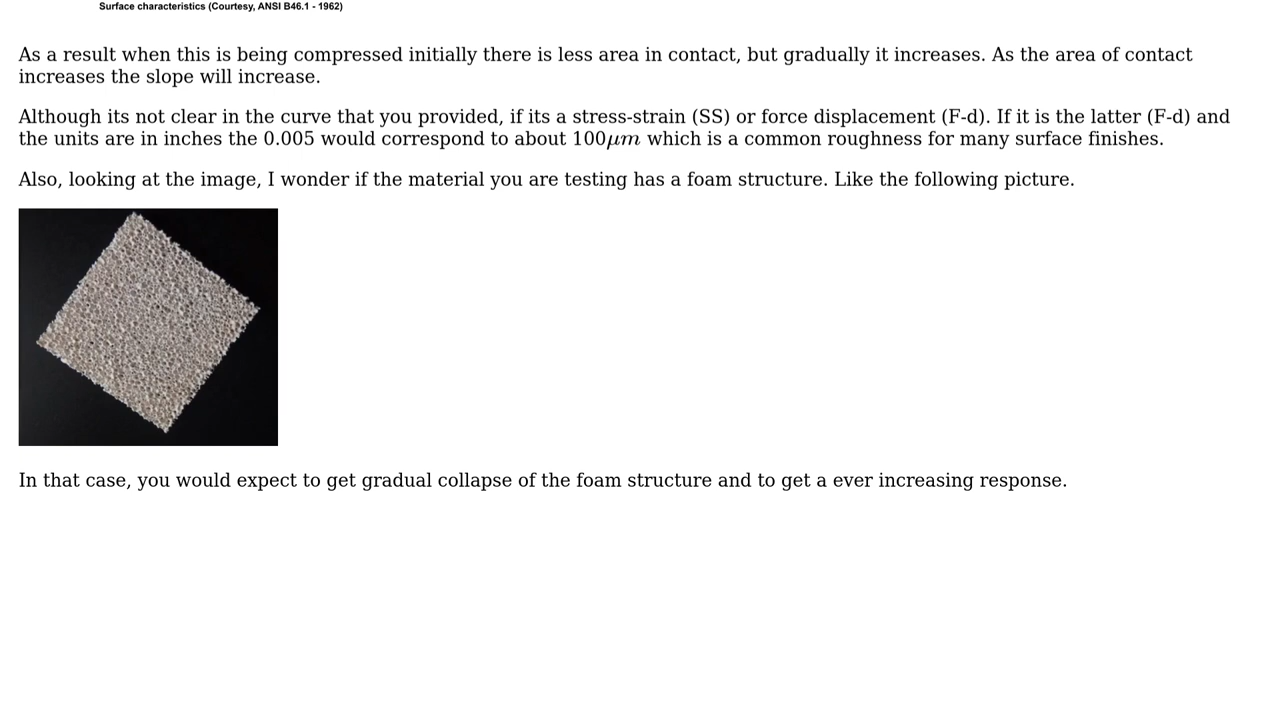 Surface characteristics (Courtesy, ANSI B46.1 - 1962)
As a result when this is being compressed initially there is less area in contact, but gradually it increases. As the area of contact
increases the slope will increase.
Although its not clear in the curve that you provided, if its a stress-strain (SS) or force displacement (F-d). If it is the latter (F-d) and
the units are in inches the 0.005 would correspond to about 100μm which is a common roughness for many surface finishes.
Also, looking at the image, I wonder if the material you are testing has a foam structure. Like the following picture.
In that case, you would expect to get gradual collapse of the foam structure and to get a ever increasing response.